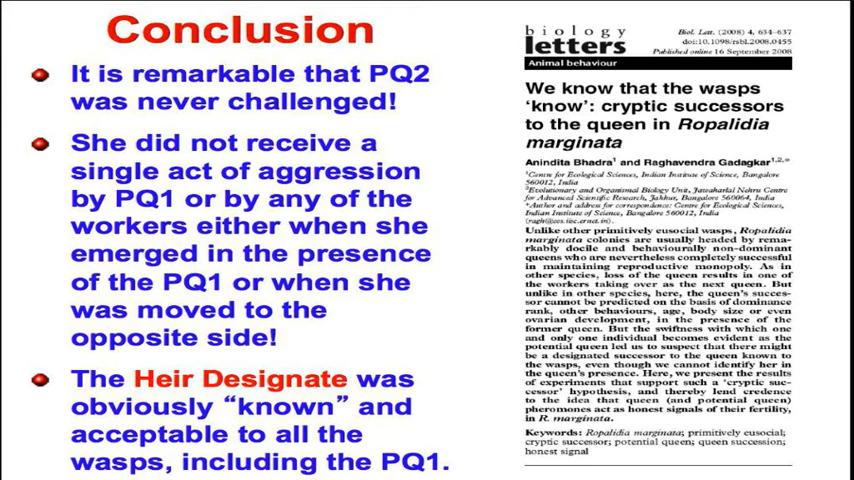 Conclusion
It is remarkable that PQ2
was never challenged!
She did not receive a
single act of aggression
by PQ1 or by any of the
workers either when she
emerged in the presence
of the PQ1 or when she
was moved to the
opposite side!
The Heir Designate was
obviously “known” and
acceptable to all the
wasps, including the PQ1.
biology
letters
Biol. Lett. (2008) 4, 634–637
doi:10.1098/rsbl.2008.0455
Published online 16 September 2008
Animal behaviour
We know that the wasps
‘know’: cryptic successors
to the queen in Ropalidia
marginata
Anindita Bhadra1 and Raghavendra Gadagkar1,2,*
1Centre for Ecological Sciences, Indian Institute of Science, Bangalore
560012, India
2Evolutionary and Organismal Biology Unit, Jawaharlal Nehru Centre
for Advanced Scientific Research, Jakkur, Bangalore 560064, India
*Author and address for correspondence: Centre for Ecological Sciences,
Indian Institute of Science, Bangalore 560012, India
(ragh@ces.iisc.ernet.in).
Unlike other primitively eusocial wasps, Ropalidia
marginata colonies are usually headed by remar-
kably docile and behaviourally non-dominant
queens who are nevertheless completely successful
in maintaining reproductive monopoly. As in
other species, loss of the queen results in one of
the workers taking over as the next queen. But
unlike in other species, here, the queen's succes-
sor cannot be predicted on the basis of dominance
rank, other behaviours, age, body size or even
ovarian development, in the presence of the
former queen. But the swiftness with which one
and only one individual becomes evident as the
potential queen led us to suspect that there might
be a designated successor to the queen known to
the wasps, even though we cannot identify her in
the queen's presence. Here, we present the results
of experiments that support such a ‘cryptic suc-
cessor’ hypothesis, and thereby lend credence
to the idea that queen (and potential queen)
pheromones act as honest signals of their fertility,
in R. marginata.
Keywords: Ropalidia marginata; primitively eusocial;
cryptic successor; potential queen; queen succession;
honest signal